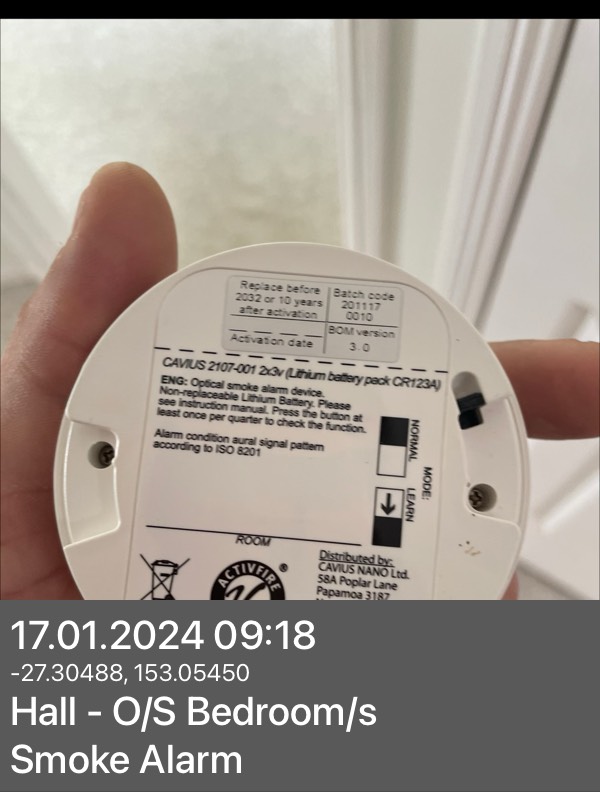 Replace before
2032 or 10 years
after activation
Activation date
Batch code
201117
0010
BOM version
3.0
CAVIUS 2107-001 2x3v (Lithium battery pack CR123A)
ENG: Optical smoke alarm device.
Non-replaceable Lithium Battery. Please
see instruction manual. Press the button at
least once per quarter to check the function.
Alarm condition aural signal pattern
according to ISO 8201
NORMAL
MODE:
LEARN
ROOM
ACTIVFIRE®
Distributed by:
CAVIUS NANO Ltd.
58A Poplar Lane
Papamoa 3187
17.01.2024 09:18
-27.30488, 153.05450
Hall - O/S Bedroom/s
Smoke Alarm